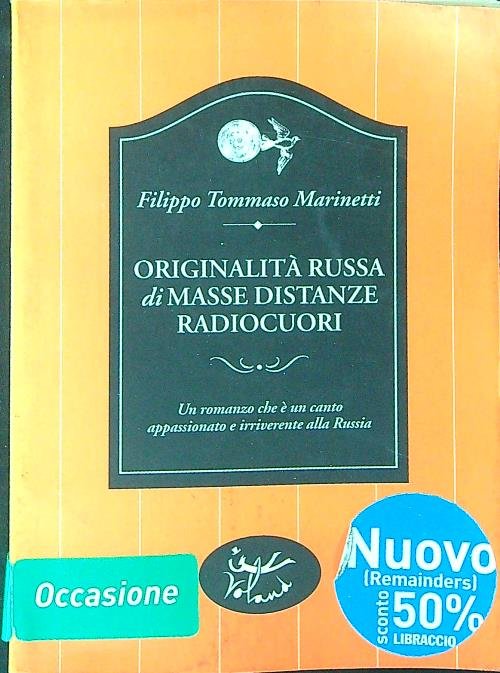 Filippo Tommaso Marinetti
ORIGINALITÀ RUSSA
di MASSE DISTANZE
RADIOCUORI
Un romanzo che è un canto
appassionato e irriverente alla Russia
Voland
Occasione
Nuovo
(Remainders)
sconto 50%
LIBRACCIO